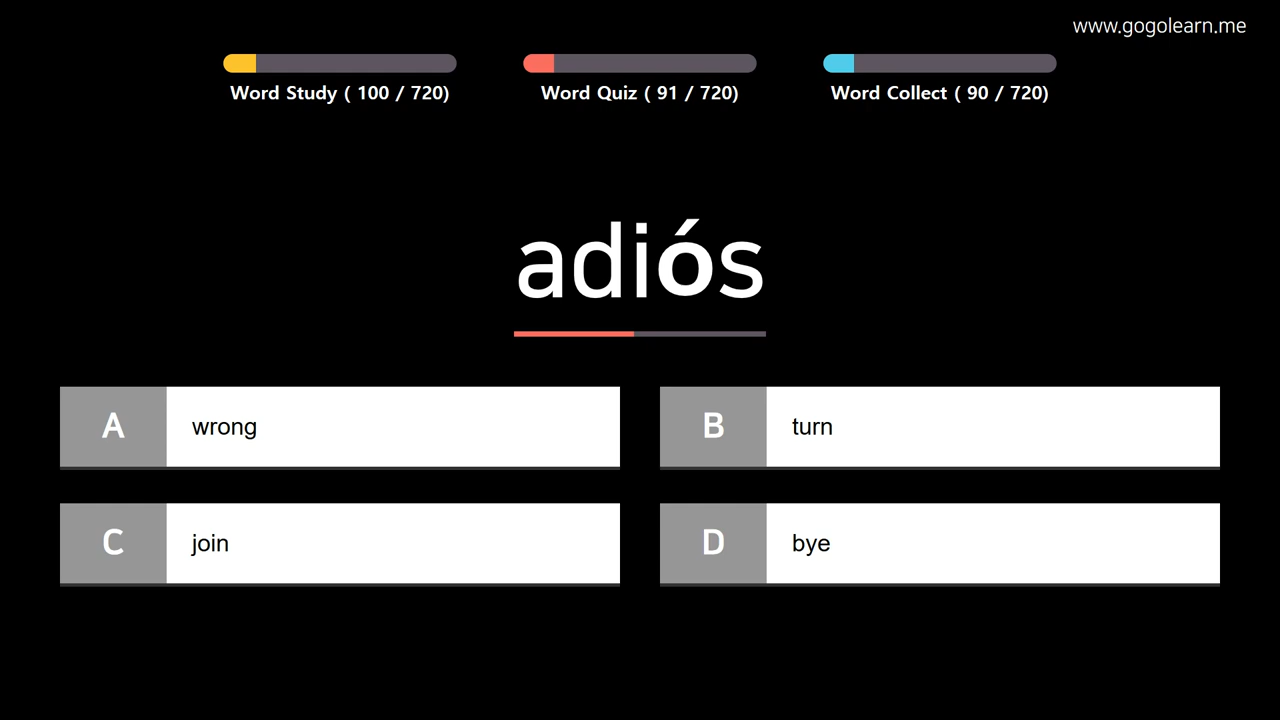 www.gogolearn.me
Word Study ( 100 / 720)
Word Quiz ( 91 / 720)
Word Collect ( 90 / 720)
adiós
A wrong
B turn
C join
D bye